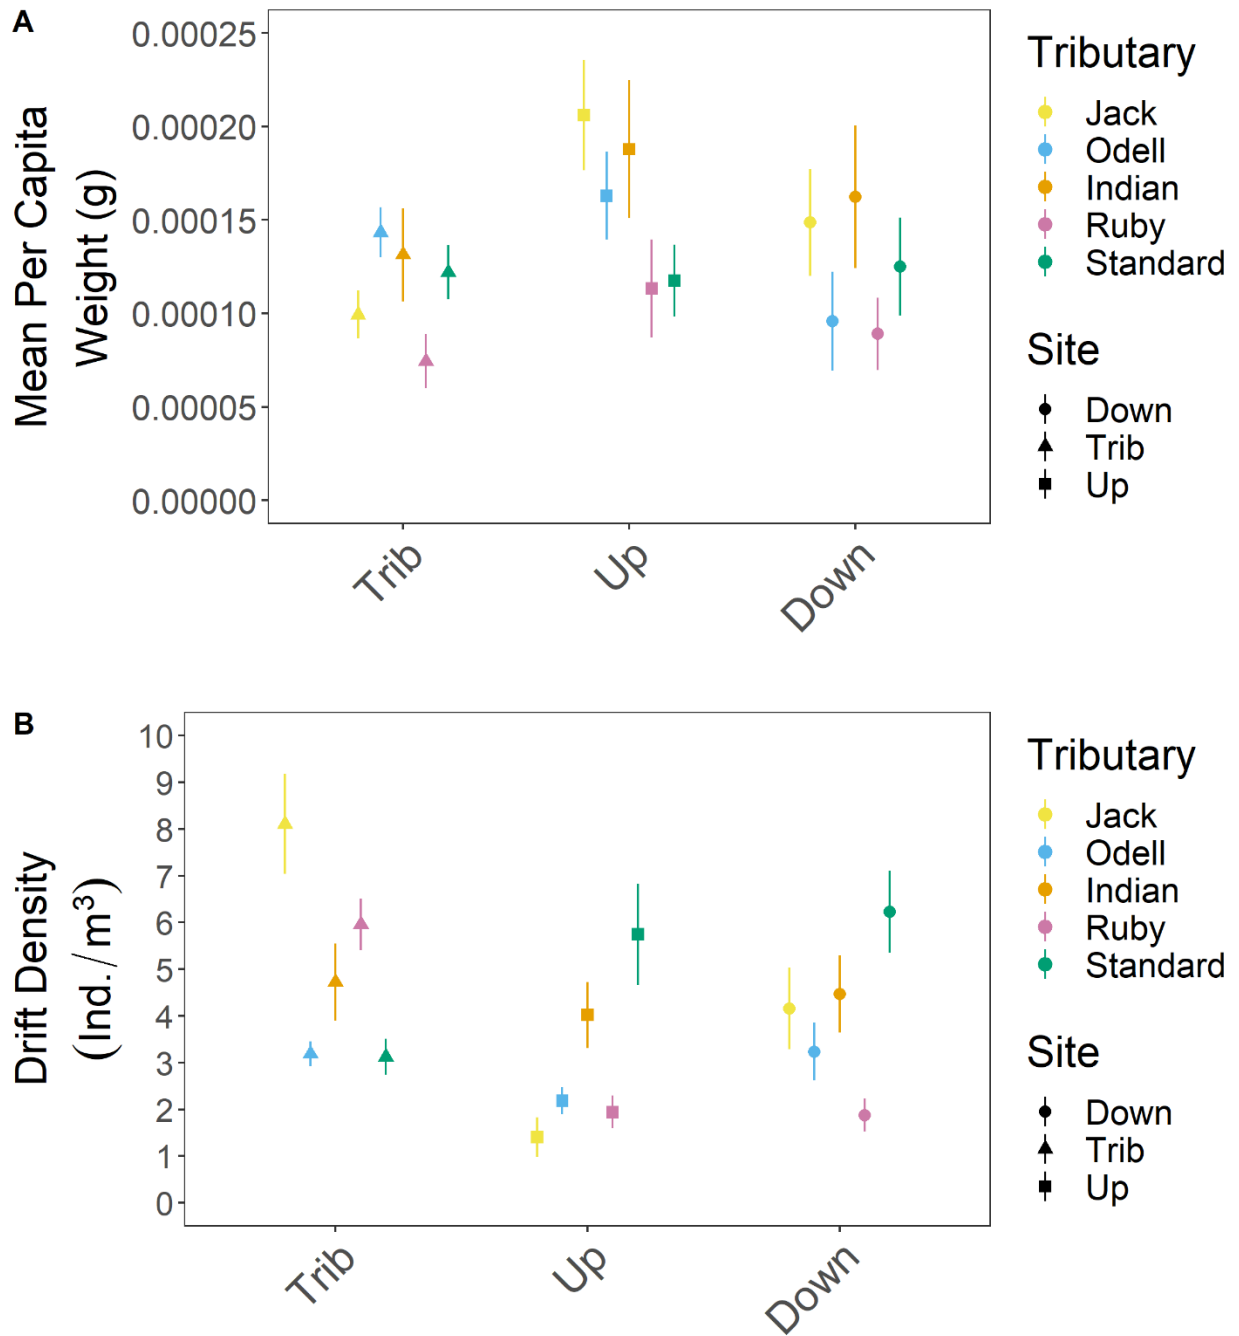 A
Mean Per Capita
Weight (g)
0.00025
0.00020
0.00015
0.00010
0.00005
0.00000
Trib
Up
Down
Tributary
Jack
Odell
Indian
Ruby
Standard
Site
Down
Trib
Up
B
Drift Density
(Ind. / m³)
10
9
8
7
6
5
4
3
2
1
0
Trib
Up
Down
Tributary
Jack
Odell
Indian
Ruby
Standard
Site
Down
Trib
Up